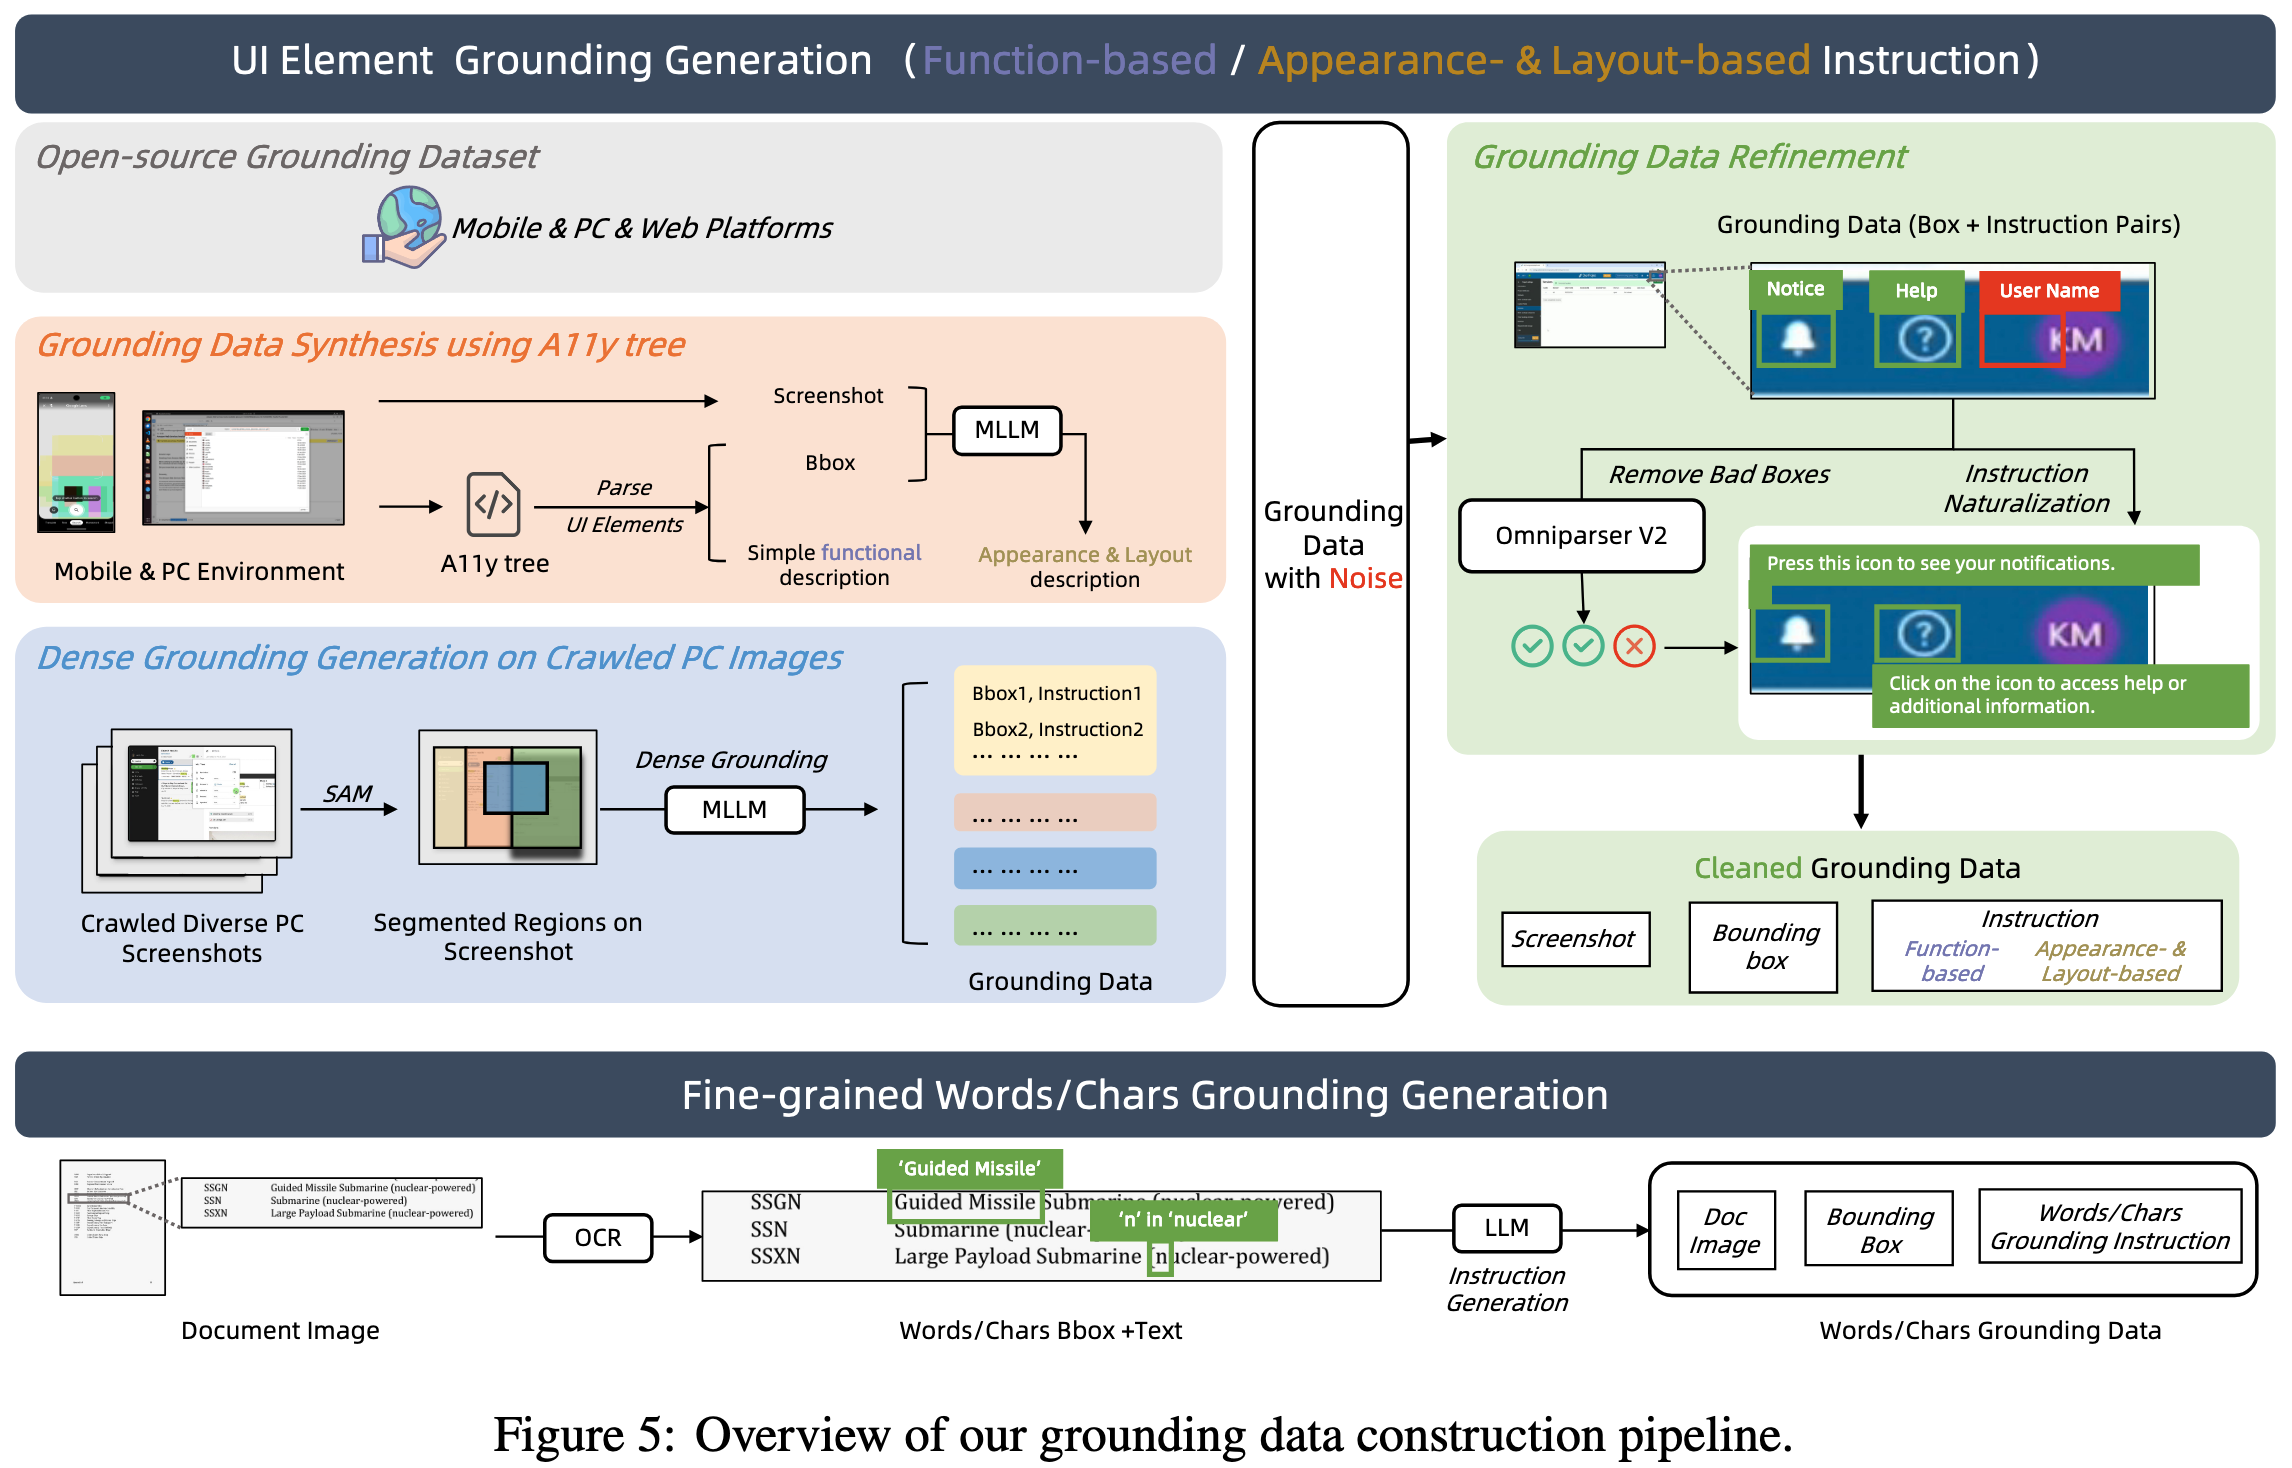 UI Element Grounding Generation (Function-based / Appearance- & Layout-based Instruction)
Open-source Grounding Dataset
Mobile & PC & Web Platforms
Grounding Data Synthesis using A11y tree
Mobile & PC Environment
A11y tree
Parse
UI Elements
Screenshot
Bbox
Simple functional
description
MLLM
Appearance & Layout
description
Dense Grounding Generation on Crawled PC Images
Crawled Diverse PC
Screenshots
SAM
Segmented Regions on
Screenshot
Dense Grounding
MLLM
Bbox1, Instruction1
Bbox2, Instruction2
... ... ... ...
... ... ... ...
... ... ... ...
... ... ... ...
Grounding Data
Grounding
Data
with Noise
Grounding Data Refinement
Grounding Data (Box + Instruction Pairs)
Notice
Help
User Name
KM
Remove Bad Boxes
Instruction
Naturalization
Omniparser V2
Press this icon to see your notifications.
KM
Click on the icon to access help or
additional information.
Cleaned Grounding Data
Screenshot
Bounding
box
Instruction
Function-
based
Appearance- &
Layout-based
Fine-grained Words/Chars Grounding Generation
SSGN Guided Missile Submarine (nuclear-powered)
SSN Submarine (nuclear-powered)
SSXN Large Payload Submarine (nuclear-powered)
Document Image
OCR
‘Guided Missile’
SSGN Guided Missile Submarine (nuclear-powered)
‘n’ in ‘nuclear’
SSN Submarine (nuclear-
SSXN Large Payload Submarine (nuclear-powered)
Words/Chars Bbox +Text
LLM
Instruction
Generation
Doc
Image
Bounding
Box
Words/Chars
Grounding Instruction
Words/Chars Grounding Data
Figure 5: Overview of our grounding data construction pipeline.